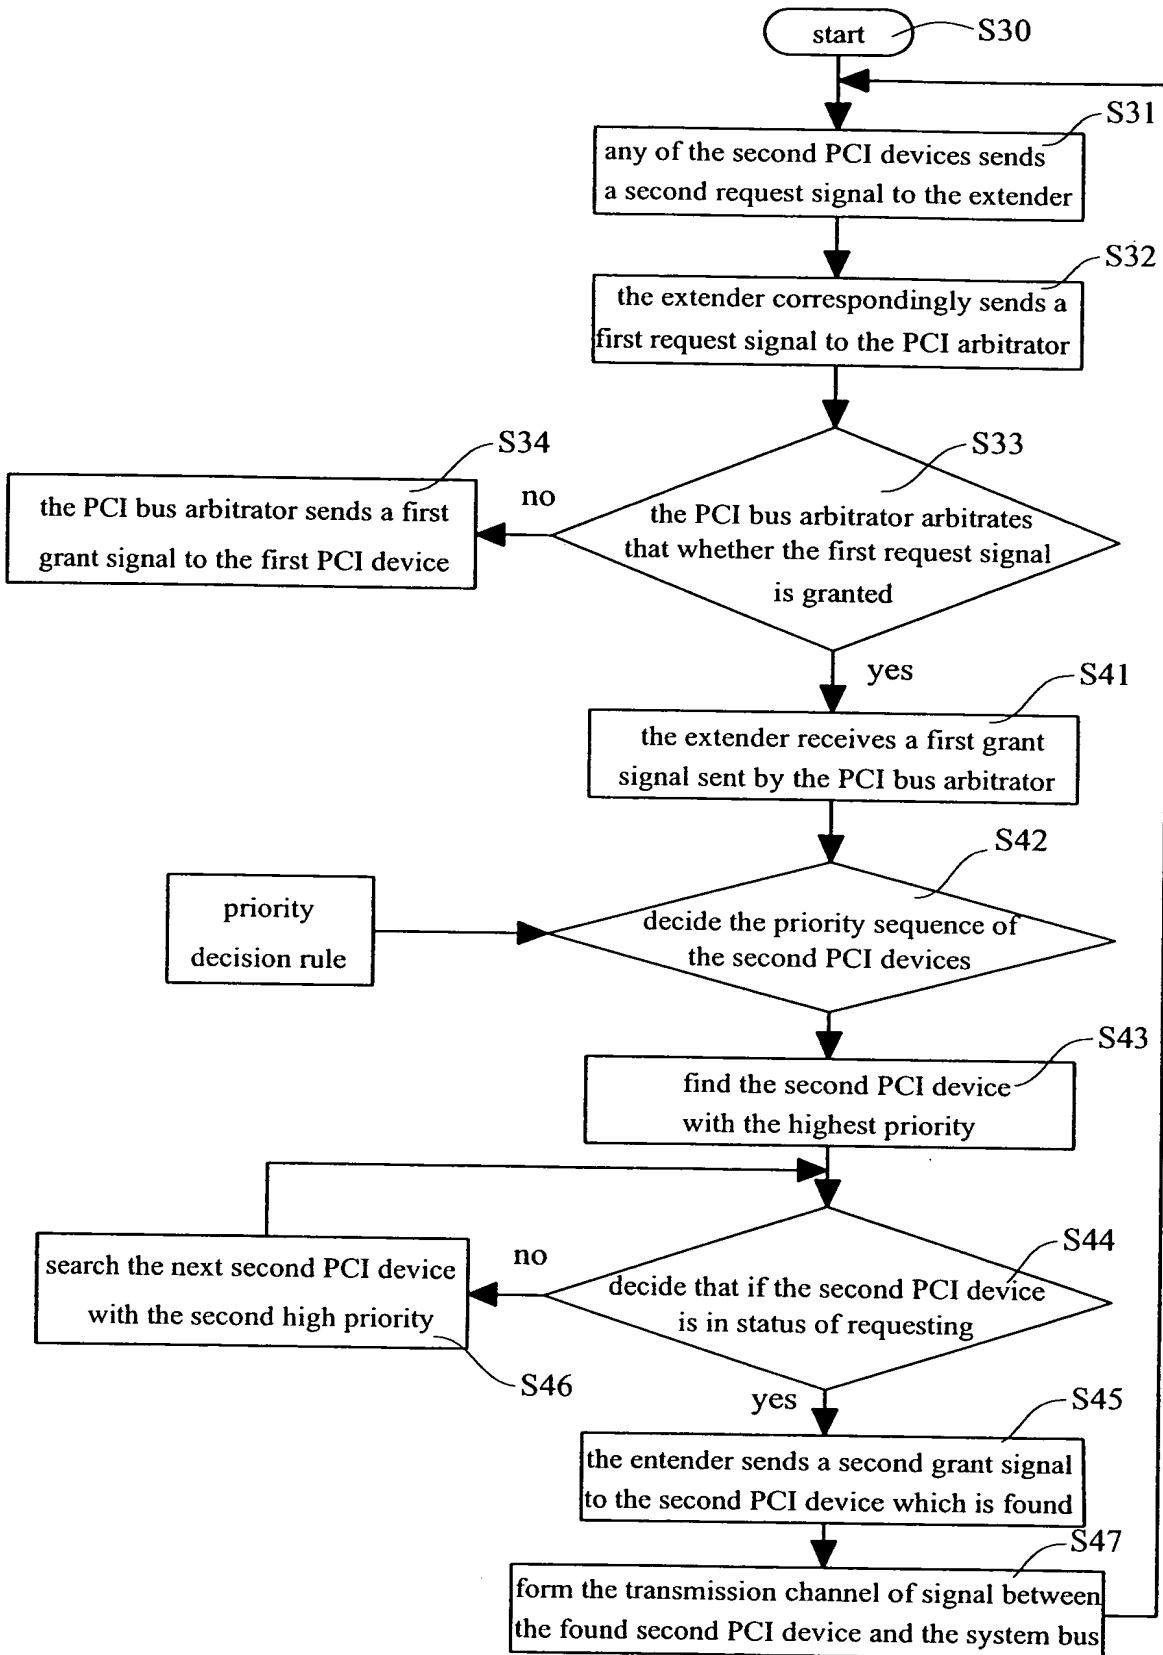 start
S30
S31
any of the second PCI devices sends
a second request signal to the extender
S32
the extender correspondingly sends a
first request signal to the PCI arbitrator
S34
S33
the PCI bus arbitrator sends a first
grant signal to the first PCI device
no
the PCI bus arbitrator arbitrates
that whether the first request signal
is granted
yes
S41
the extender receives a first grant
signal sent by the PCI bus arbitrator
S42
priority
decision rule
decide the priority sequence of
the second PCI devices
S43
find the second PCI device
with the highest priority
S44
search the next second PCI device
with the second high priority
S46
no
decide that if the second PCI device
is in status of requesting
yes
S45
the entender sends a second grant signal
to the second PCI device which is found
S47
form the transmission channel of signal between
the found second PCI device and the system bus